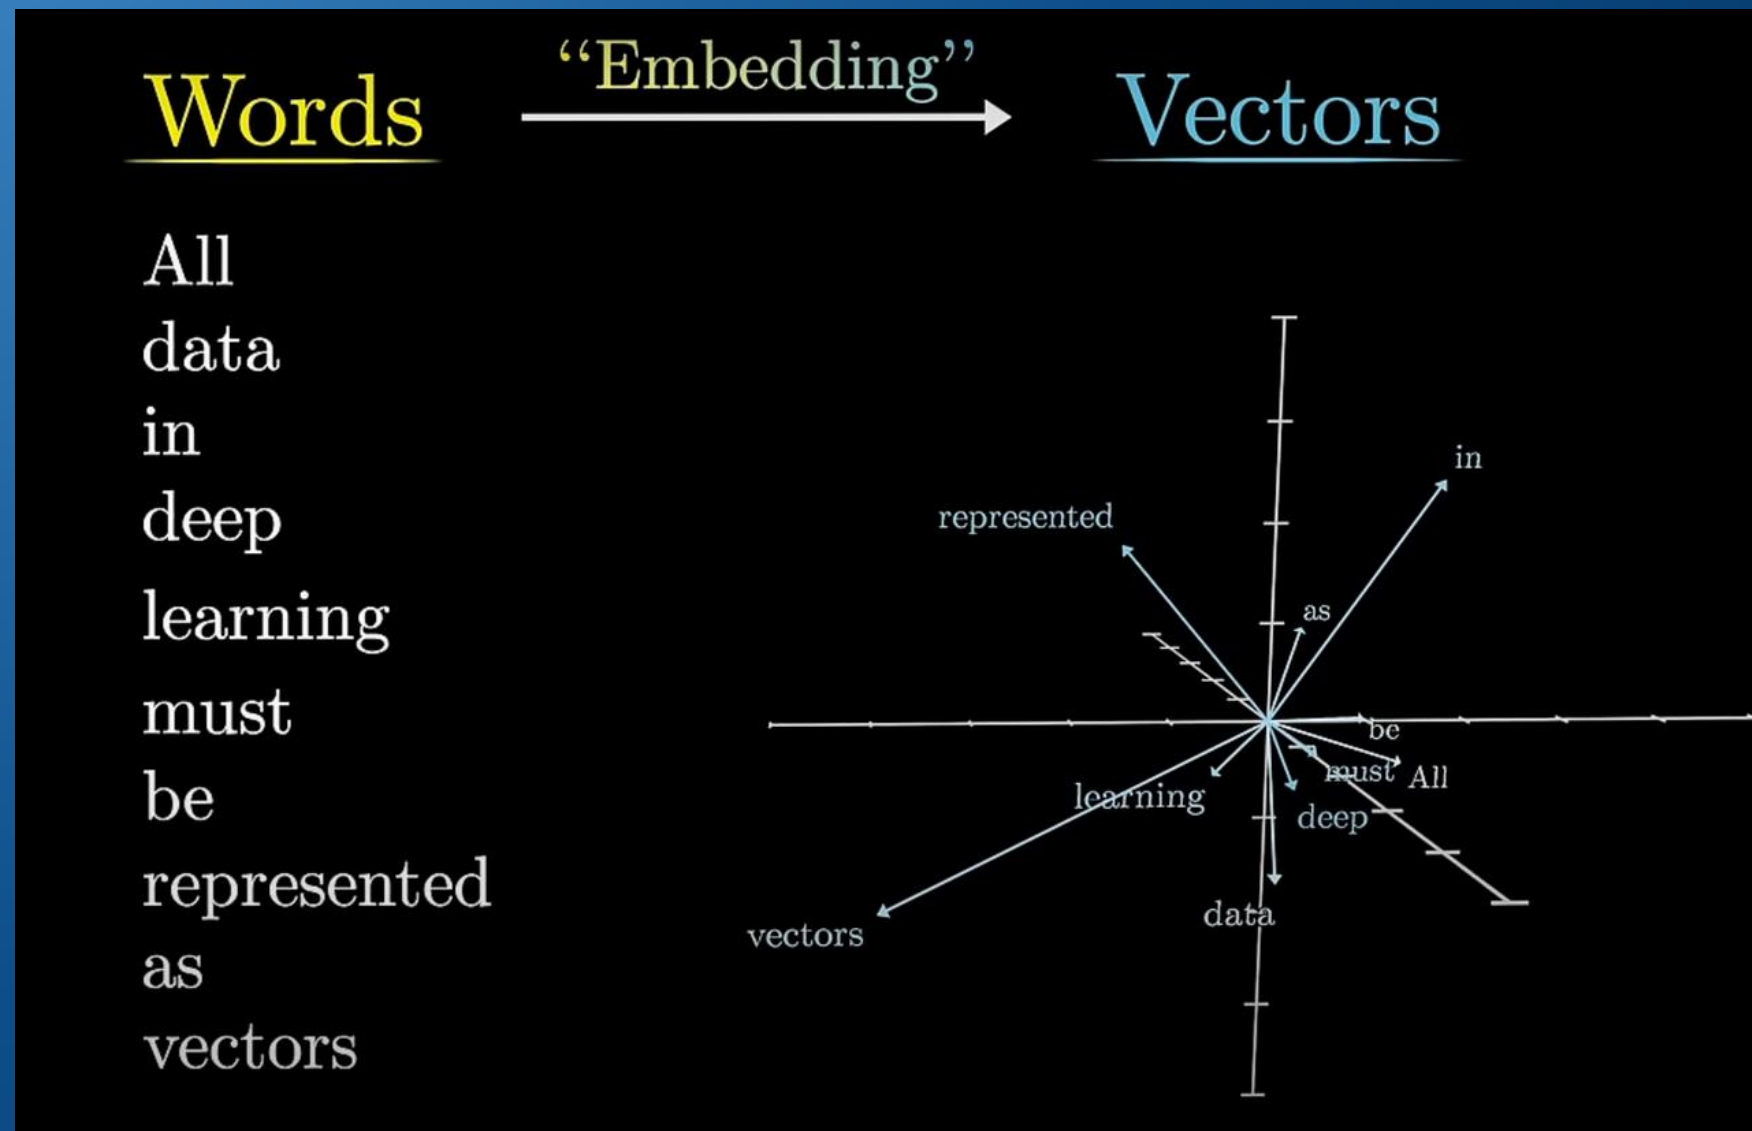 Words
“Embedding”
Vectors
All
data
in
deep
learning
must
be
represented
as
vectors
in
represented
as
be
must
All
learning
deep
data
vectors